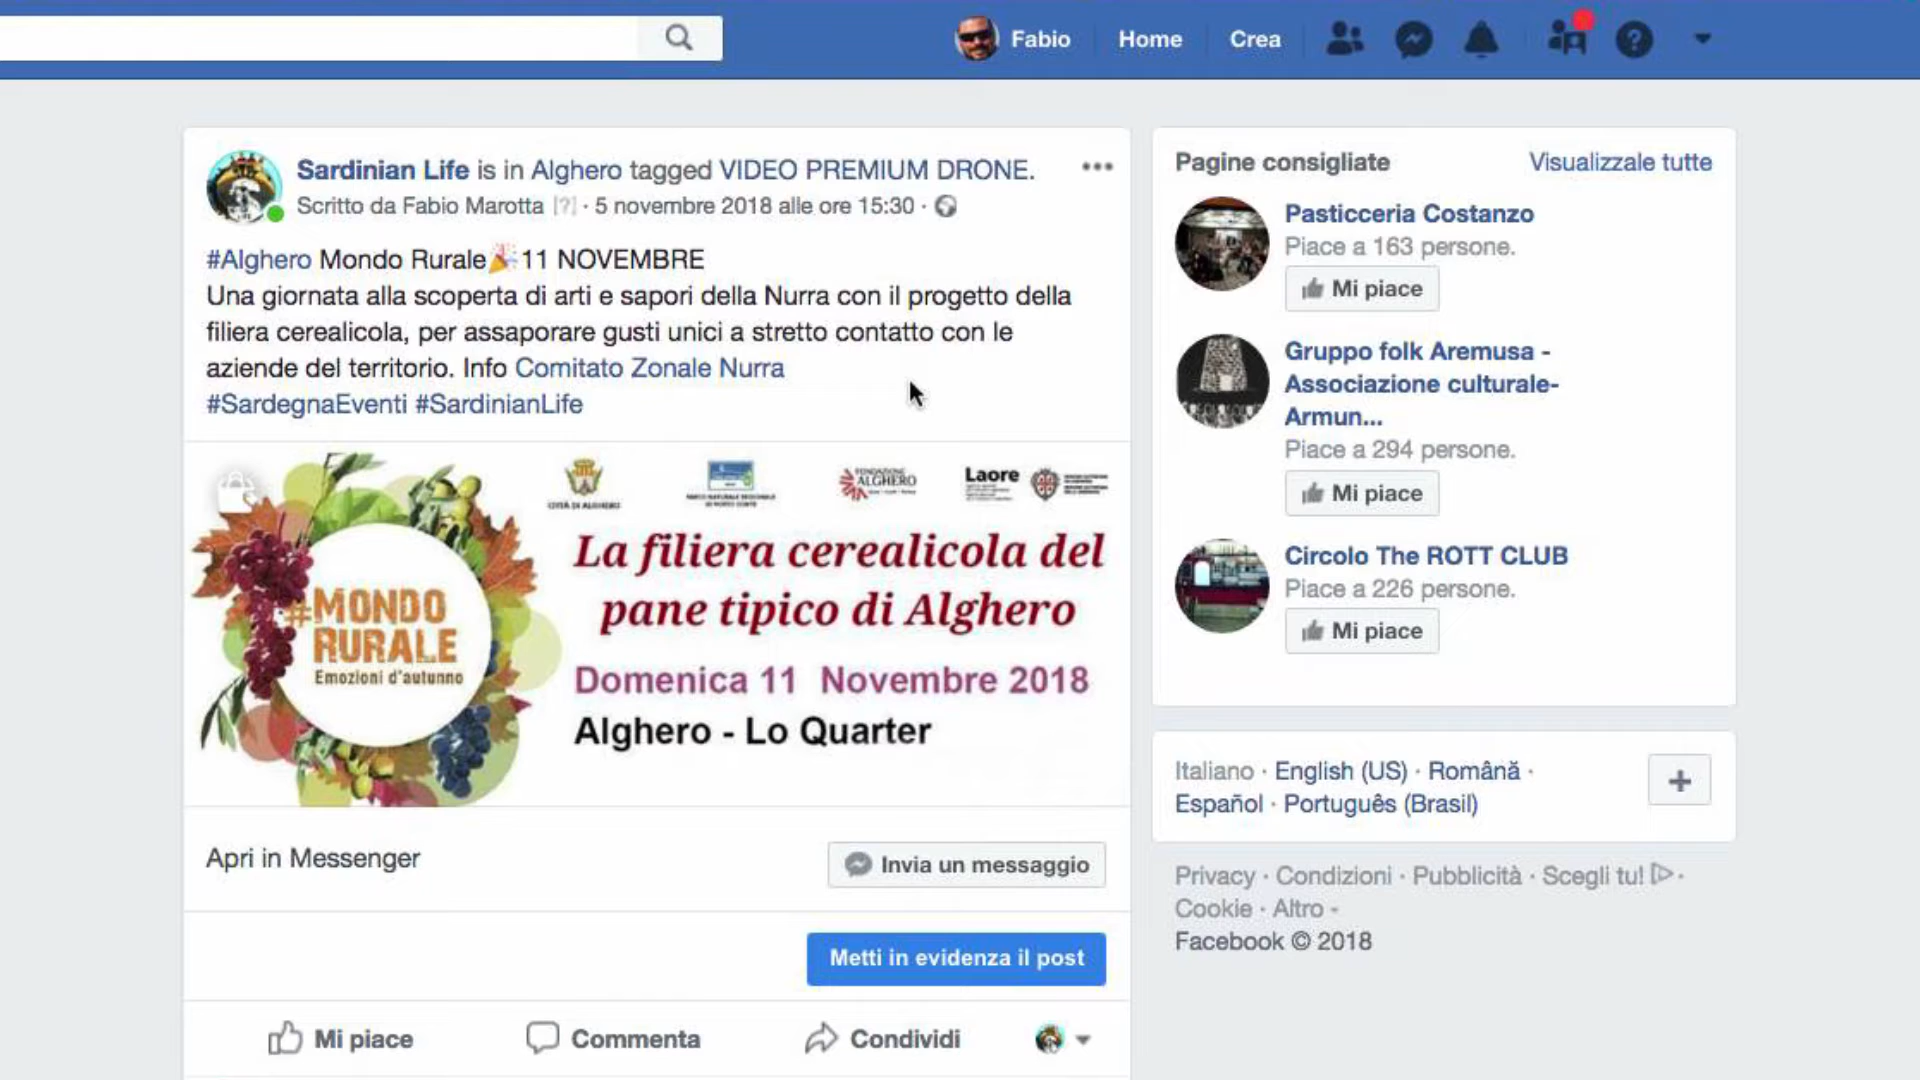 Fabio
Home
Crea
Sardinian Life is in Alghero tagged VIDEO PREMIUM DRONE.
Scritto da Fabio Marotta [?] · 5 novembre 2018 alle ore 15:30 ·
#Alghero Mondo Rurale🎉11 NOVEMBRE
Una giornata alla scoperta di arti e sapori della Nurra con il progetto della
filiera cerealicola, per assaporare gusti unici a stretto contatto con le
aziende del territorio. Info Comitato Zonale Nurra
#SardegnaEventi #SardinianLife
CITTÀ DI ALGHERO
FONDAZIONE
ALGHERO
Laore
La filiera cerealicola del
pane tipico di Alghero
Domenica 11 Novembre 2018
Alghero - Lo Quarter
#MONDO
RURALE
Emozioni d'autunno
Apri in Messenger
Invia un messaggio
Metti in evidenza il post
Mi piace
Commenta
Condividi
Pagine consigliate
Visualizzale tutte
Pasticceria Costanzo
Piace a 163 persone.
Mi piace
Gruppo folk Aremusa -
Associazione culturale-
Armun...
Piace a 294 persone.
Mi piace
Circolo The ROTT CLUB
Piace a 226 persone.
Mi piace
Italiano · English (US) · Română ·
Español · Português (Brasil)
Privacy · Condizioni · Pubblicità · Scegli tu! ·
Cookie · Altro
Facebook © 2018